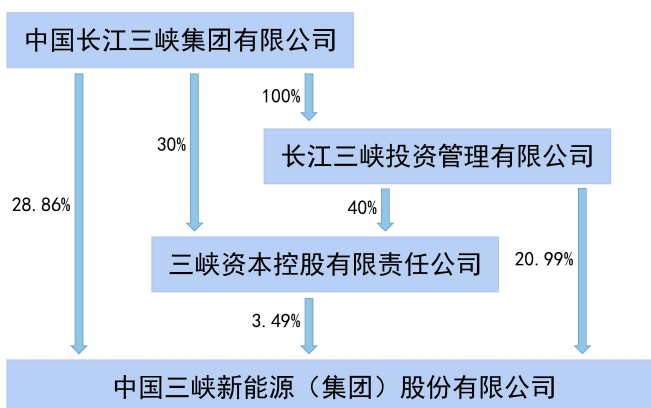 中国长江三峡集团有限公司
100%
30%
长江三峡投资管理有限公司
28.86%
40%
三峡资本控股有限责任公司
20.99%
3.49%
中国三峡新能源（集团）股份有限公司